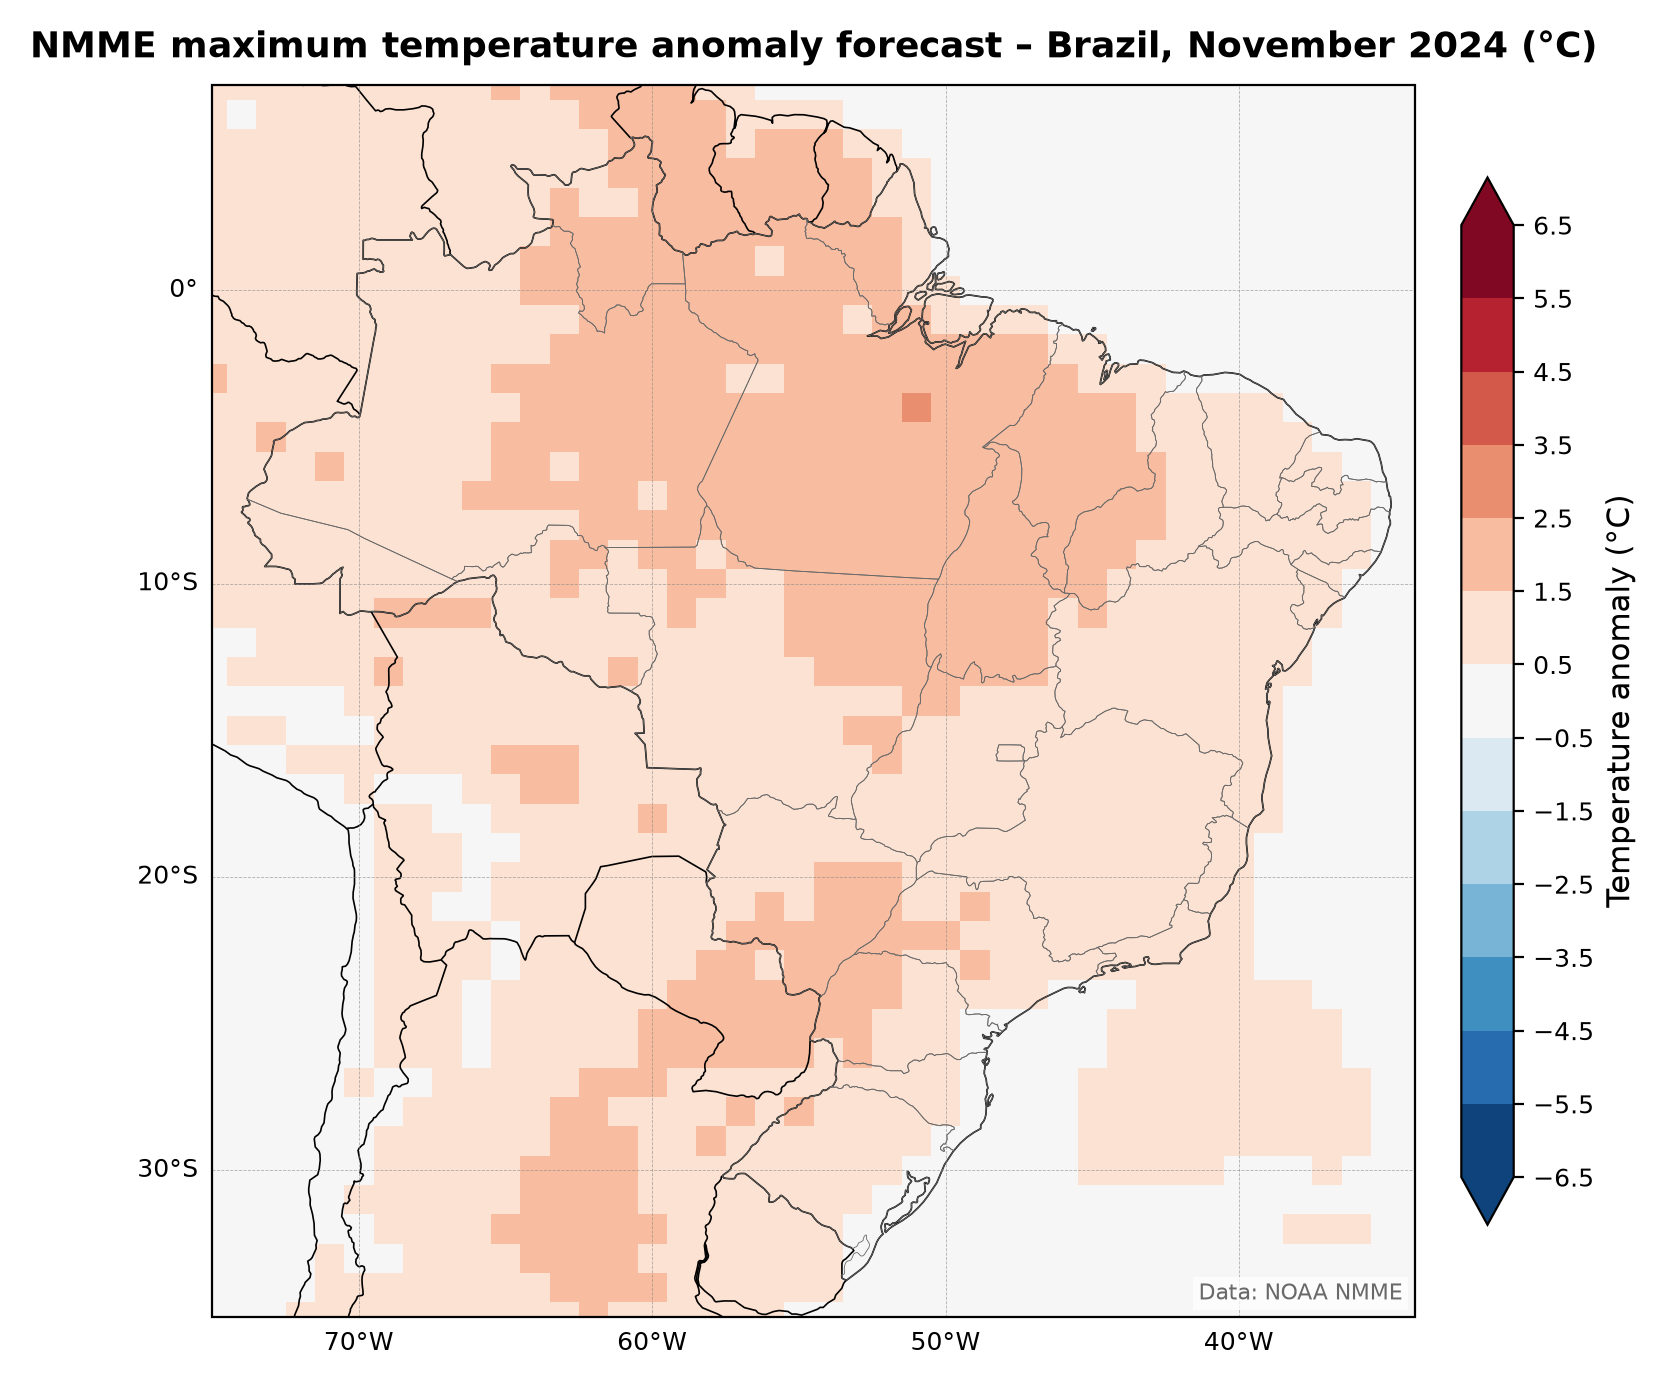 NMME maximum temperature anomaly forecast – Brazil, November 2024 (°C)
0°
10°S
20°S
30°S
70°W
60°W
50°W
40°W
6.5
5.5
4.5
3.5
2.5
1.5
0.5
−0.5
−1.5
−2.5
−3.5
−4.5
−5.5
−6.5
Temperature anomaly (°C)
Data: NOAA NMME